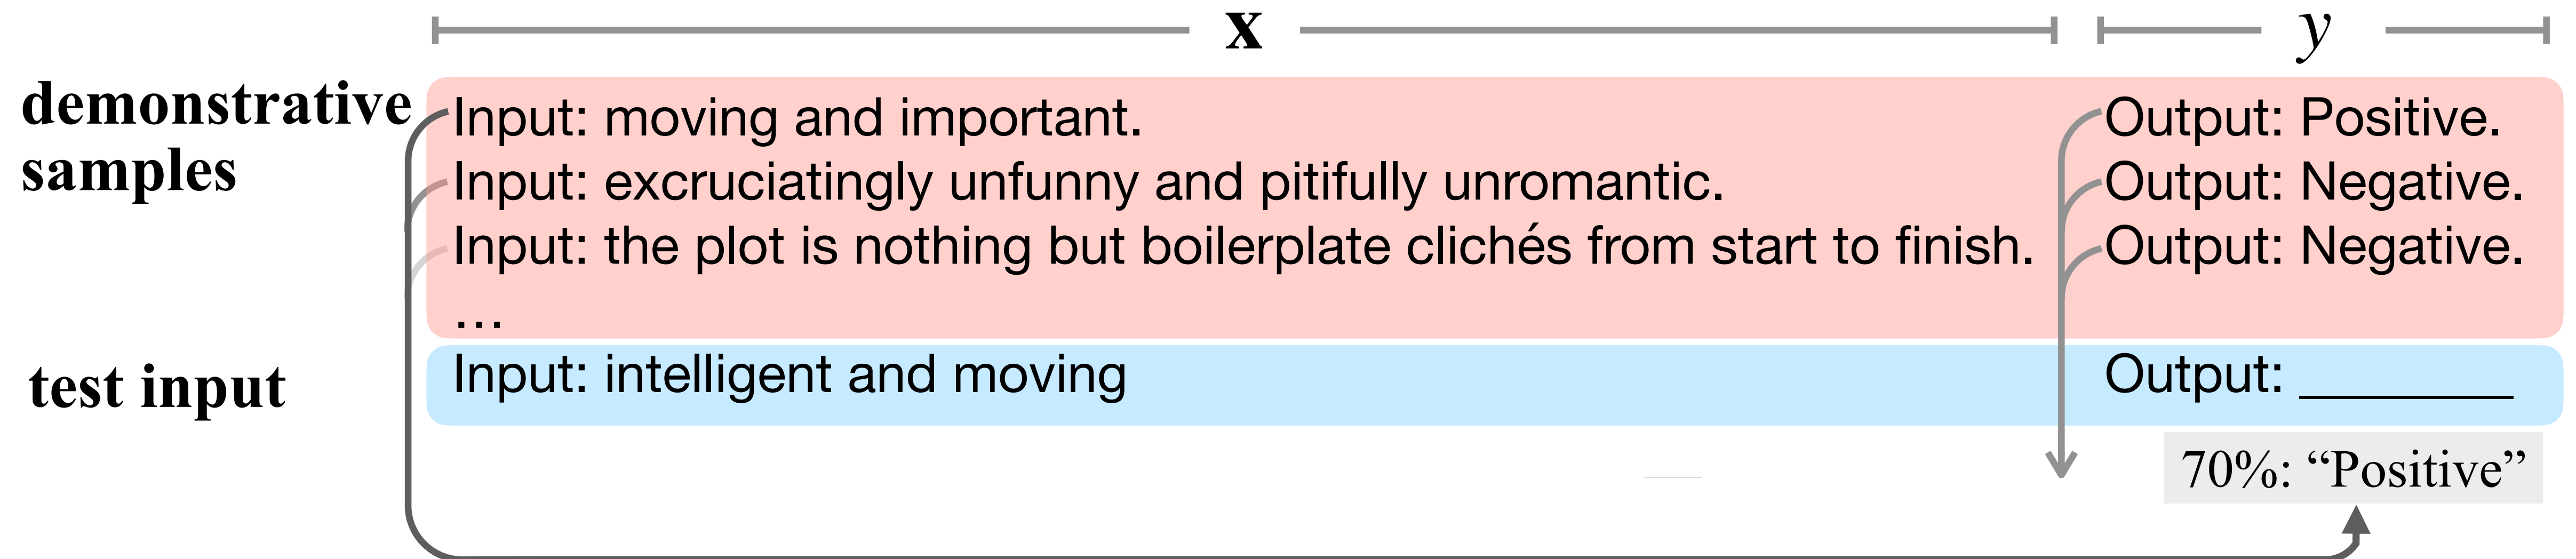 x y
demonstrative samples
Input: moving and important. Output: Positive.
Input: excruciatingly unfunny and pitifully unromantic. Output: Negative.
Input: the plot is nothing but boilerplate clichés from start to finish. Output: Negative.
...
test input Input: intelligent and moving Output: ________
70%: “Positive”